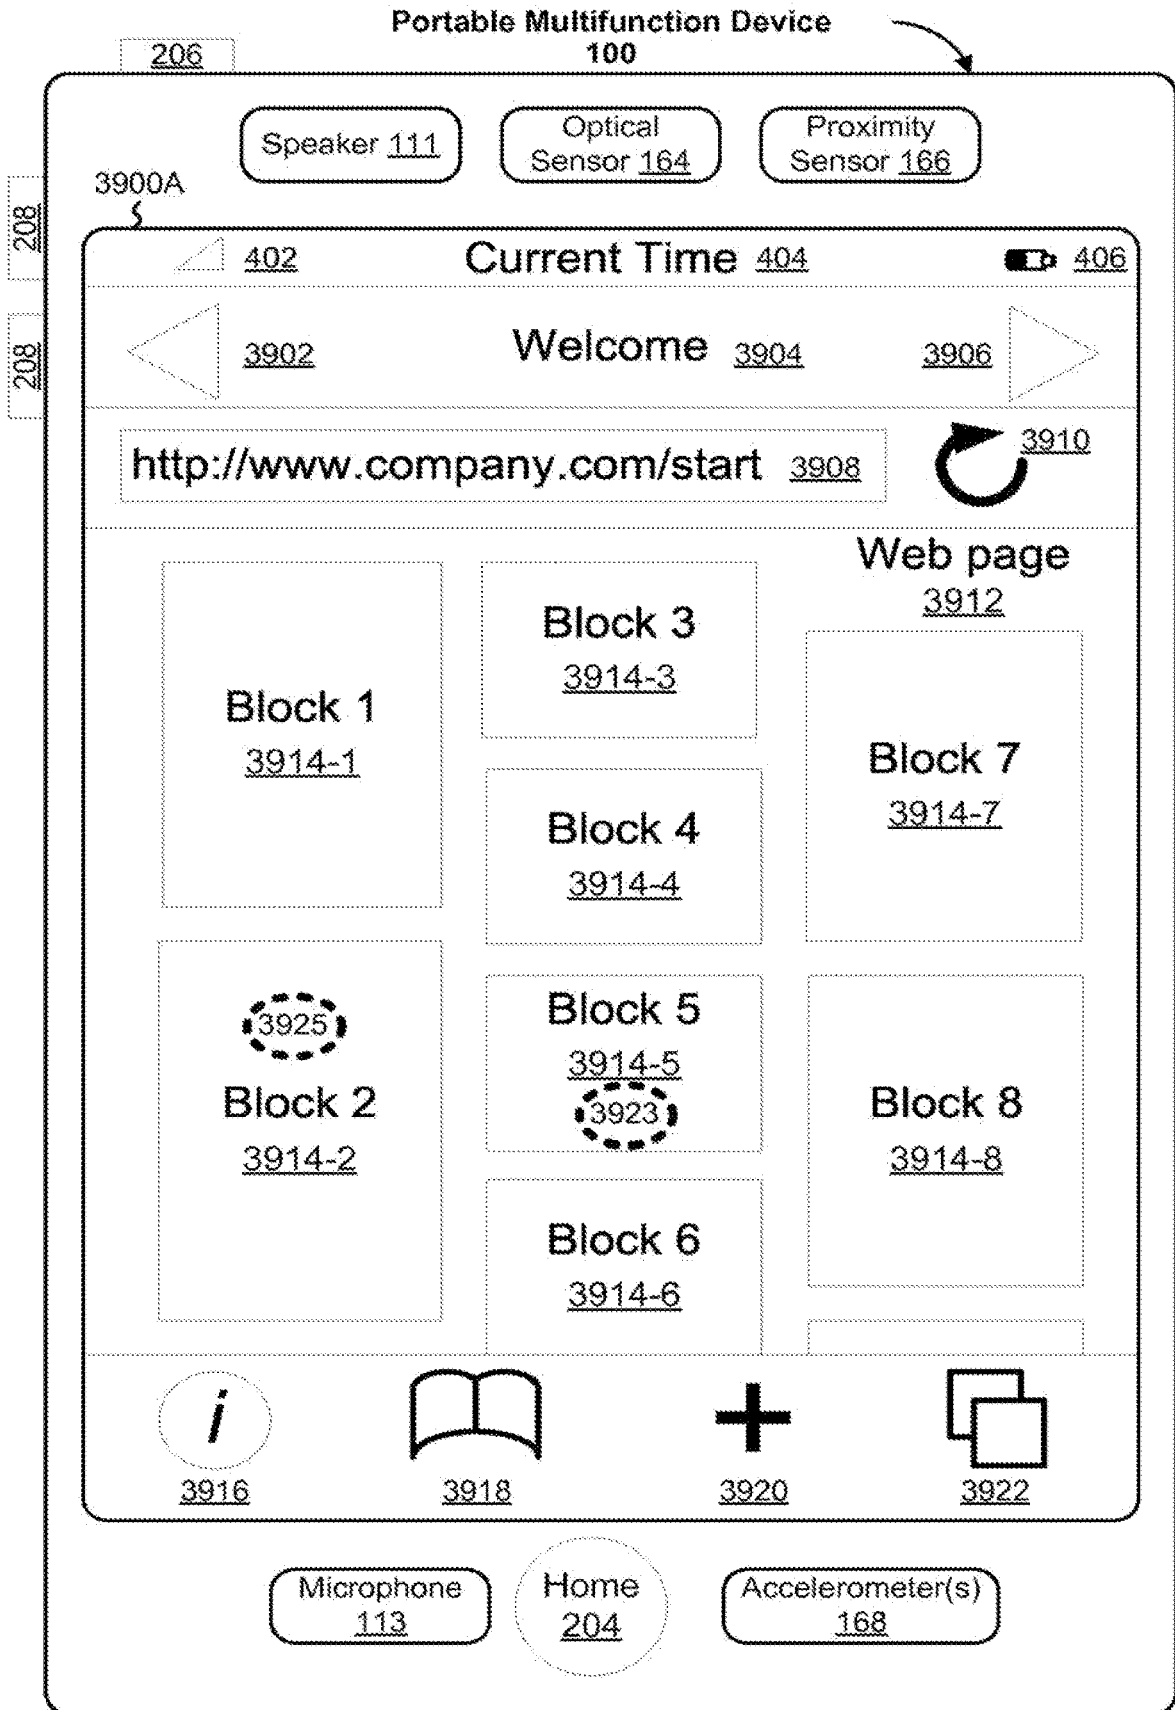 Portable Multifunction Device
100
206
Speaker 111
Optical
Sensor 164
Proximity
Sensor 166
3900A
208
208
402
Current Time 404
406
3902
Welcome 3904
3906
http://www.company.com/start 3908
3910
Web page
3912
Block 1
3914-1
Block 2
3914-2
3925
Block 3
3914-3
Block 4
3914-4
Block 5
3914-5
3923
Block 6
3914-6
Block 7
3914-7
Block 8
3914-8
i
3916
3918
3920
3922
Microphone
113
Home
204
Accelerometer(s)
168